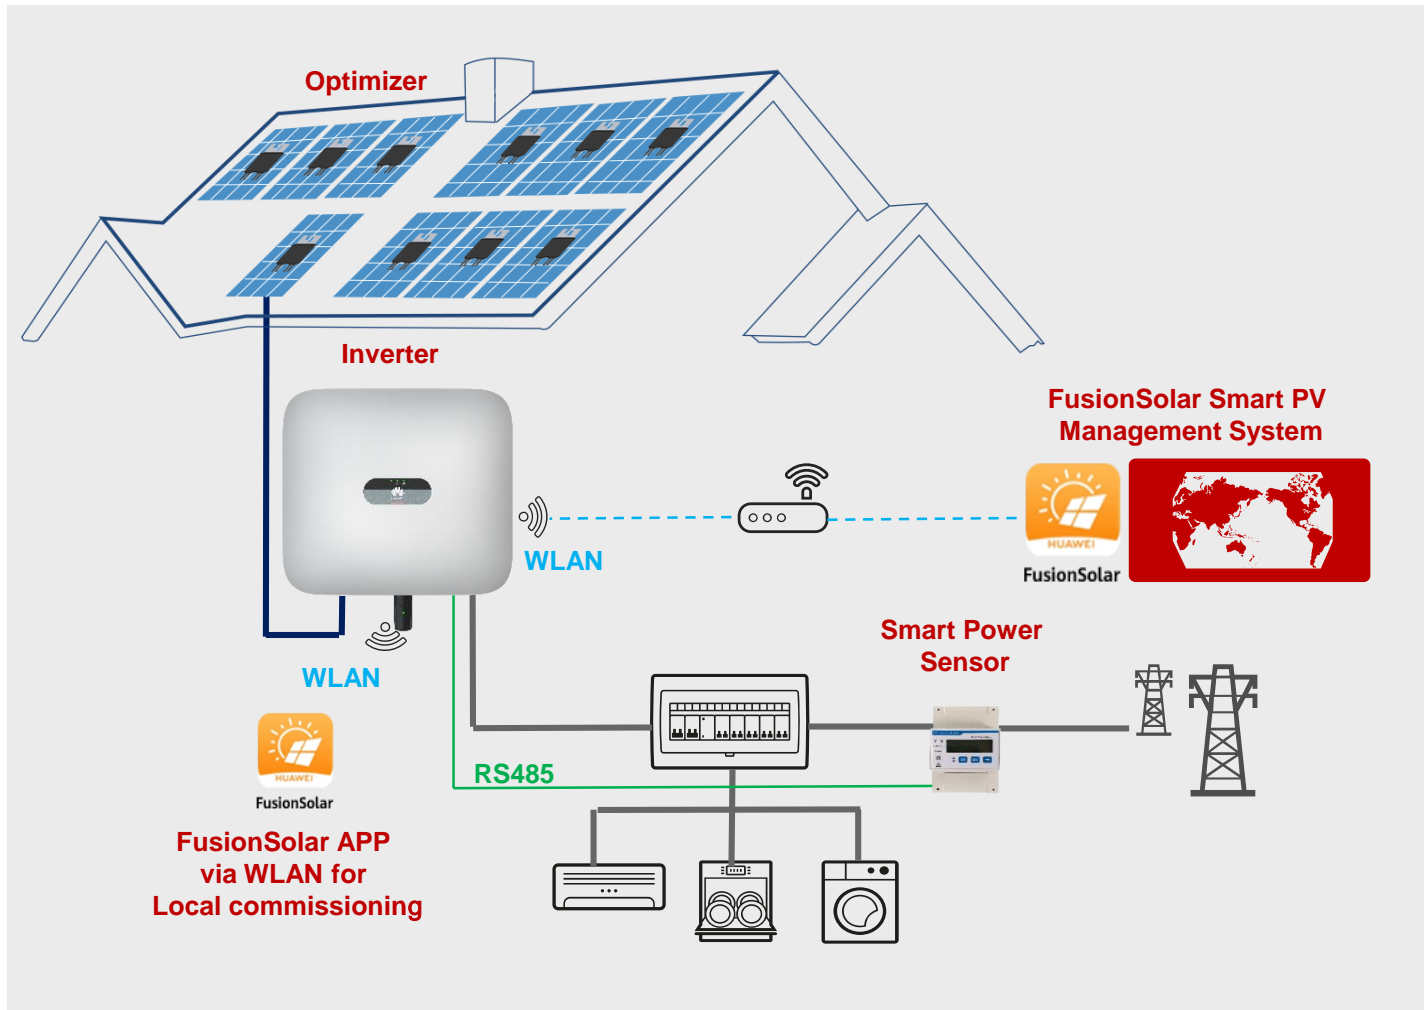 Optimizer
Inverter
FusionSolar Smart PV
Management System
HUAWEI
FusionSolar
WLAN
WLAN
Smart Power
Sensor
RS485
HUAWEI
FusionSolar
FusionSolar APP
via WLAN for
Local commissioning